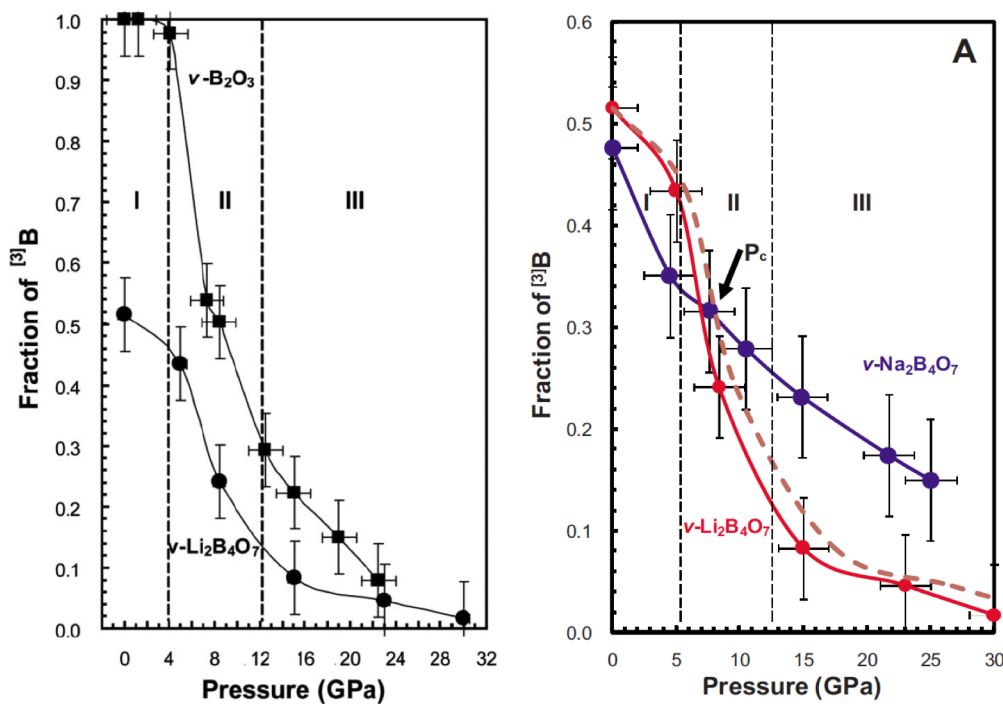 1.0
0.9
0.8
0.7
0.6
0.5
0.4
0.3
0.2
0.1
0.0
Fraction of [3]B
v-B2O3
I
II
III
v-Li2B4O7
0 4 8 12 16 20 24 28 32
Pressure (GPa)
0.6
0.5
0.4
0.3
0.2
0.1
0.0
Fraction of [3]B
A
I
II
III
Pc
v-Na2B4O7
v-Li2B4O7
0 5 10 15 20 25 30
Pressure (GPa)